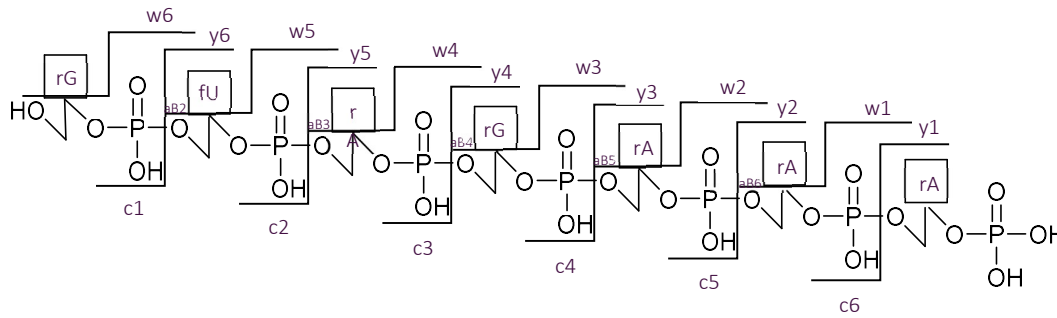 w6
y6
w5
y5
w4
y4
w3
y3
w2
y2
w1
y1
rG
fU
r
A
rG
rA
rA
rA
aB2
aB3
aB4
aB5
aB6
HO
O
P
O
OH
O
O
P
O
OH
O
O
P
O
OH
O
O
P
O
OH
O
O
P
O
OH
O
O
P
O
OH
O
O
P
O
OH
OH
c1
c2
c3
c4
c5
c6